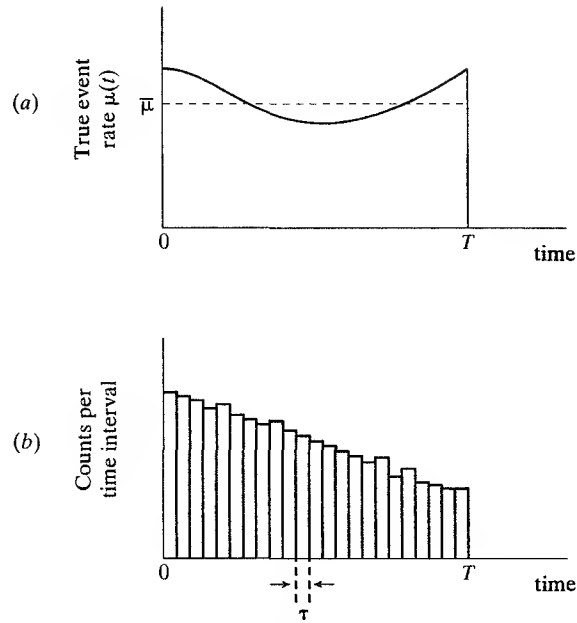 (a)
True event
rate μ(t)
μ̅
0
T
time
(b)
Counts per
time interval
0
T
time
τ